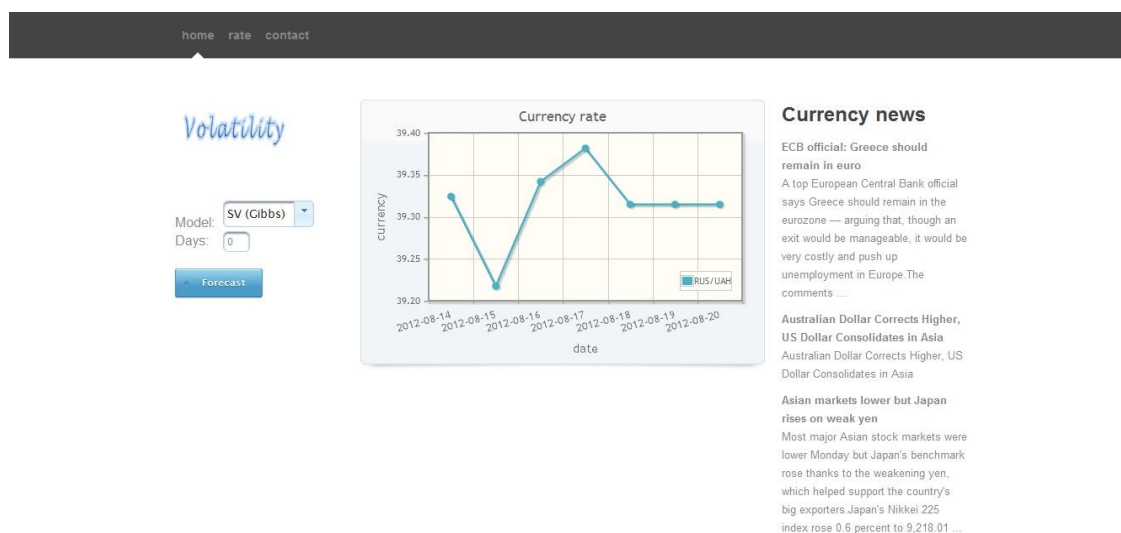 home rate contact
Volatility
Model: SV (Gibbs)
Days: 0
Forecast
Currency rate
39.40
39.35
39.30
39.25
39.20
currency
RUS/UAH
2012-08-14 2012-08-15 2012-08-16 2012-08-17 2012-08-18 2012-08-19 2012-08-20
date
Currency news
ECB official: Greece should
remain in euro
A top European Central Bank official
says Greece should remain in the
eurozone — arguing that, though an
exit would be manageable, it would be
very costly and push up
unemployment in Europe.The
comments ...
Australian Dollar Corrects Higher,
US Dollar Consolidates in Asia
Australian Dollar Corrects Higher, US
Dollar Consolidates in Asia
Asian markets lower but Japan
rises on weak yen
Most major Asian stock markets were
lower Monday but Japan's benchmark
rose thanks to the weakening yen,
which helped support the country's
big exporters.Japan's Nikkei 225
index rose 0.6 percent to 9,218.01 ...